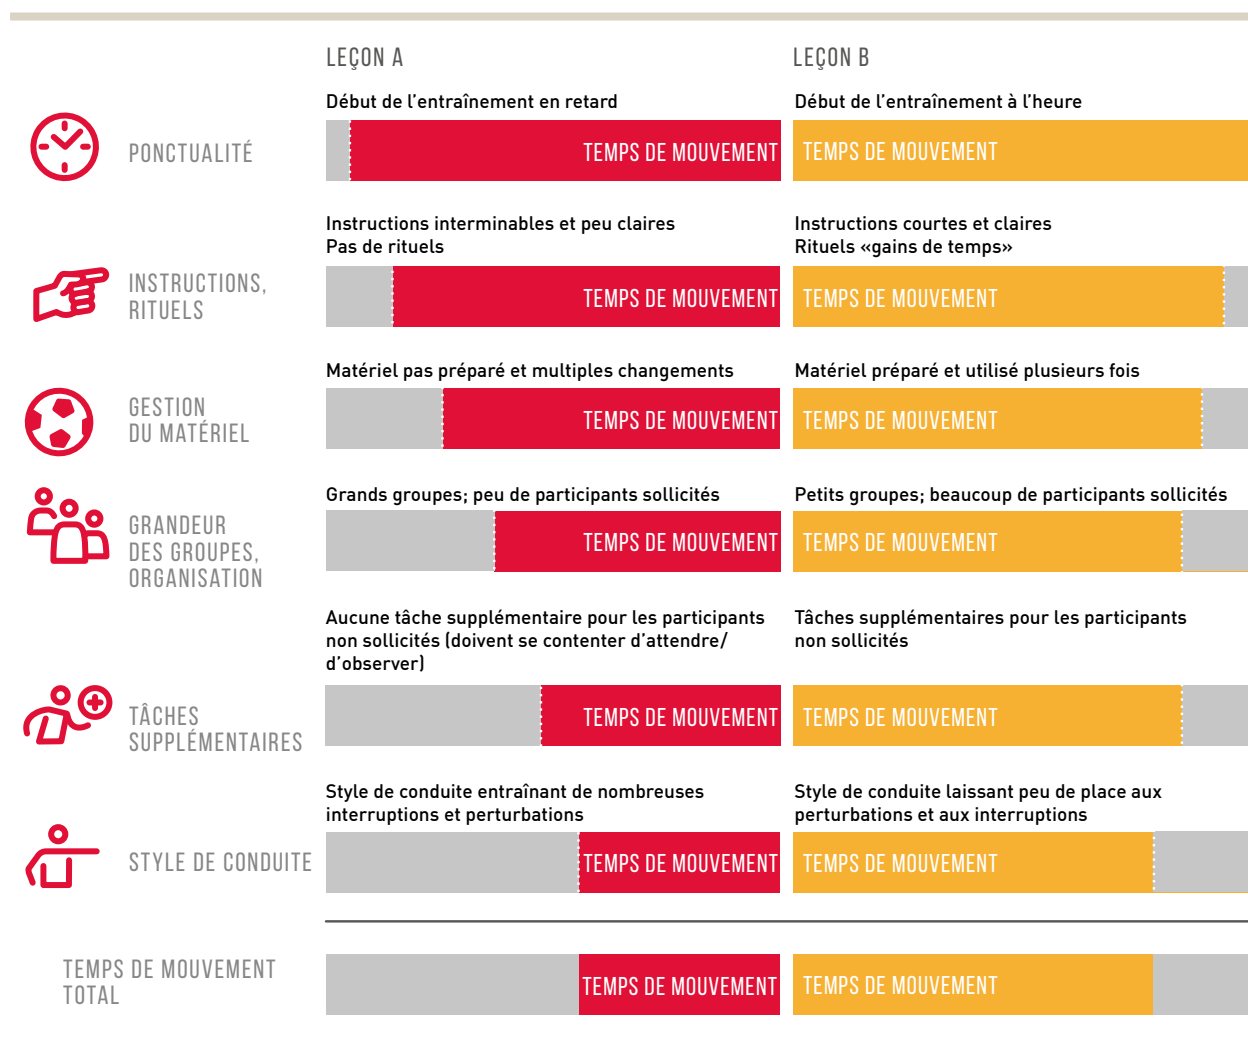 LEÇON A
LEÇON B
Début de l’entraînement en retard
Début de l’entraînement à l’heure
PONCTUALITÉ
TEMPS DE MOUVEMENT
TEMPS DE MOUVEMENT
Instructions interminables et peu claires
Pas de rituels
Instructions courtes et claires
Rituels «gains de temps»
INSTRUCTIONS,
RITUELS
TEMPS DE MOUVEMENT
TEMPS DE MOUVEMENT
Matériel pas préparé et multiples changements
Matériel préparé et utilisé plusieurs fois
GESTION
DU MATÉRIEL
TEMPS DE MOUVEMENT
TEMPS DE MOUVEMENT
Grands groupes; peu de participants sollicités
Petits groupes; beaucoup de participants sollicités
GRANDEUR
DES GROUPES,
ORGANISATION
TEMPS DE MOUVEMENT
TEMPS DE MOUVEMENT
Aucune tâche supplémentaire pour les participants
non sollicités (doivent se contenter d’attendre/
d’observer)
Tâches supplémentaires pour les participants
non sollicités
TÂCHES
SUPPLÉMENTAIRES
TEMPS DE MOUVEMENT
TEMPS DE MOUVEMENT
Style de conduite entraînant de nombreuses
interruptions et perturbations
Style de conduite laissant peu de place aux
perturbations et aux interruptions
STYLE DE CONDUITE
TEMPS DE MOUVEMENT
TEMPS DE MOUVEMENT
TEMPS DE MOUVEMENT
TOTAL
TEMPS DE MOUVEMENT
TEMPS DE MOUVEMENT